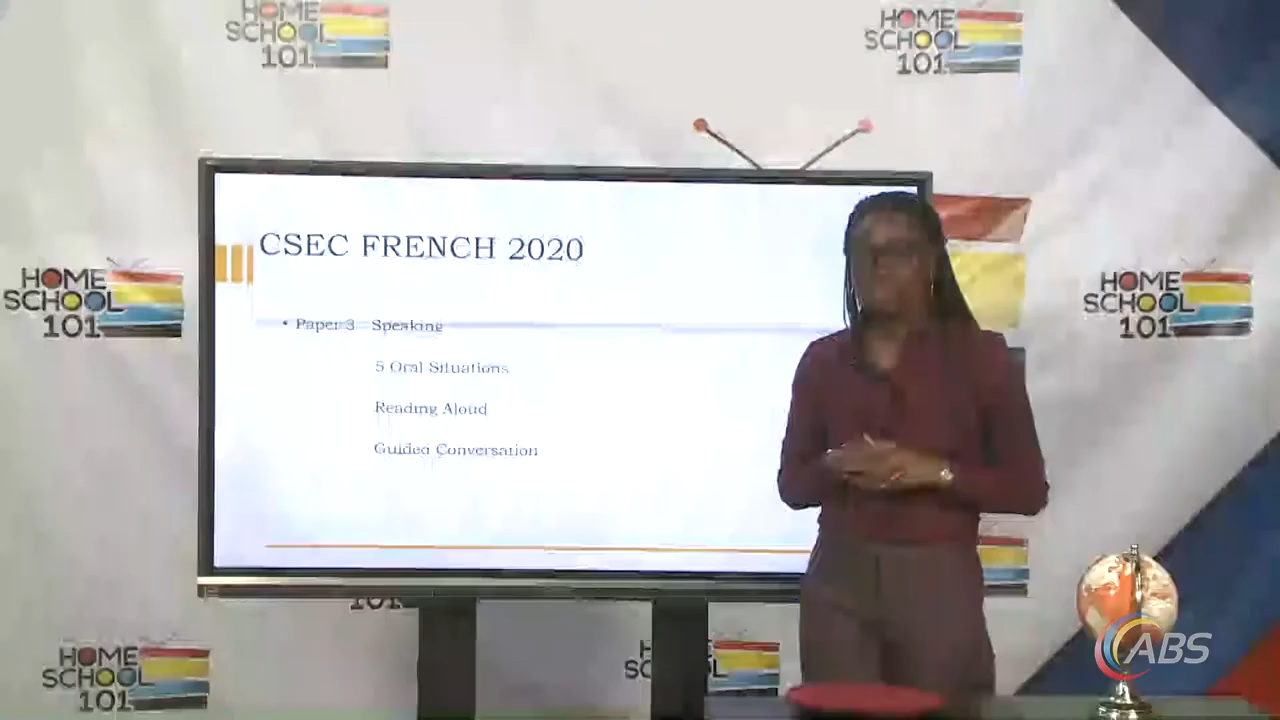 HOME
SCHOOL
101
HOME
SCHOOL
101
CSEC FRENCH 2020
• Paper 3 Speaking
5 Oral Situations
Reading Aloud
Guided Conversation
HOME
SCHOOL
101
HOME
SCHOOL
101
101
HOME
SCHOOL
101
ABS